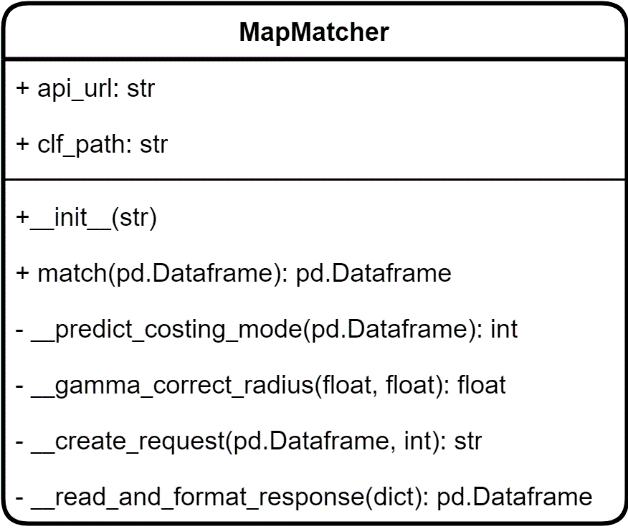 MapMatcher
+ api_url: str
+ clf_path: str
+__init__(str)
+ match(pd.Dataframe): pd.Dataframe
- __predict_costing_mode(pd.Dataframe): int
- __gamma_correct_radius(float, float): float
- __create_request(pd.Dataframe, int): str
- __read_and_format_response(dict): pd.Dataframe